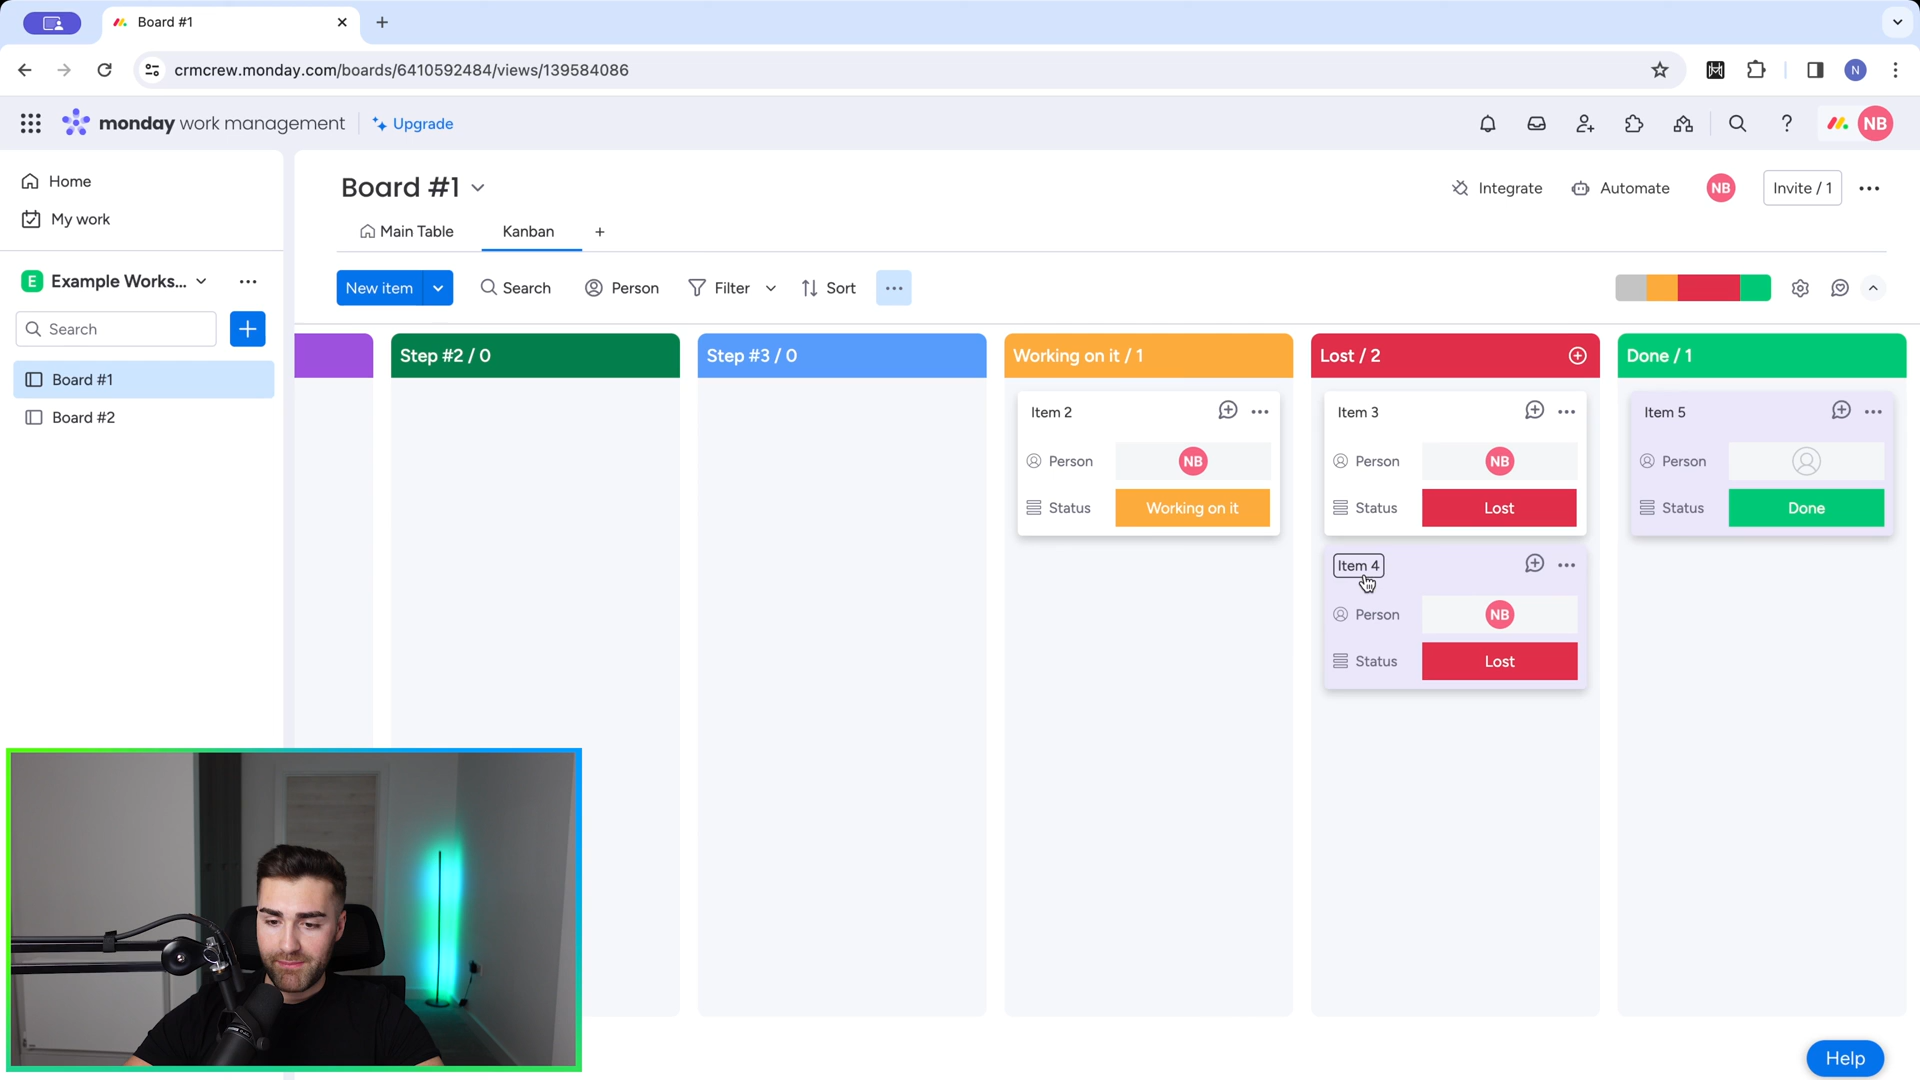 Board #1
crmcrew.monday.com/boards/6410592484/views/139584086
N
monday work management
Upgrade
NB
Home
My work
E Example Works...
Search
Board #1
Board #2
Board #1
Integrate
Automate
NB
Invite / 1
Main Table
Kanban
New item
Search
Person
Filter
Sort
Step #2 / 0
Step #3 / 0
Working on it / 1
Lost / 2
Done / 1
Item 2
Person
NB
Status
Working on it
Item 3
Person
NB
Status
Lost
Item 4
Person
NB
Status
Lost
Item 5
Person
Status
Done
Help